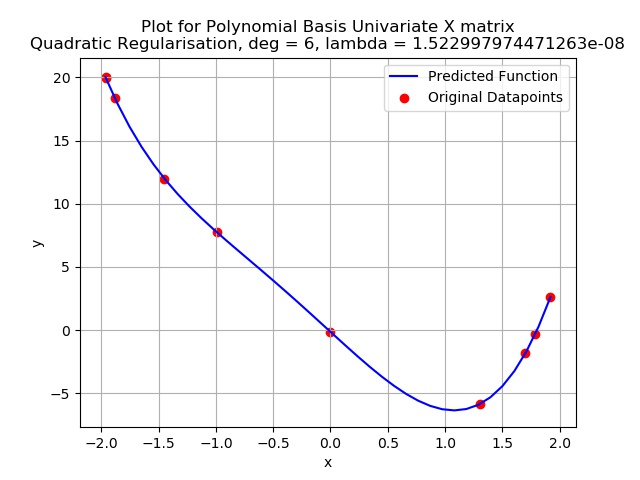 Plot for Polynomial Basis Univariate X matrix
Quadratic Regularisation, deg = 6, lambda = 1.522997974471263e-08
Predicted Function
Original Datapoints
20
15
10
5
0
−5
y
−2.0 −1.5 −1.0 −0.5 0.0 0.5 1.0 1.5 2.0
x